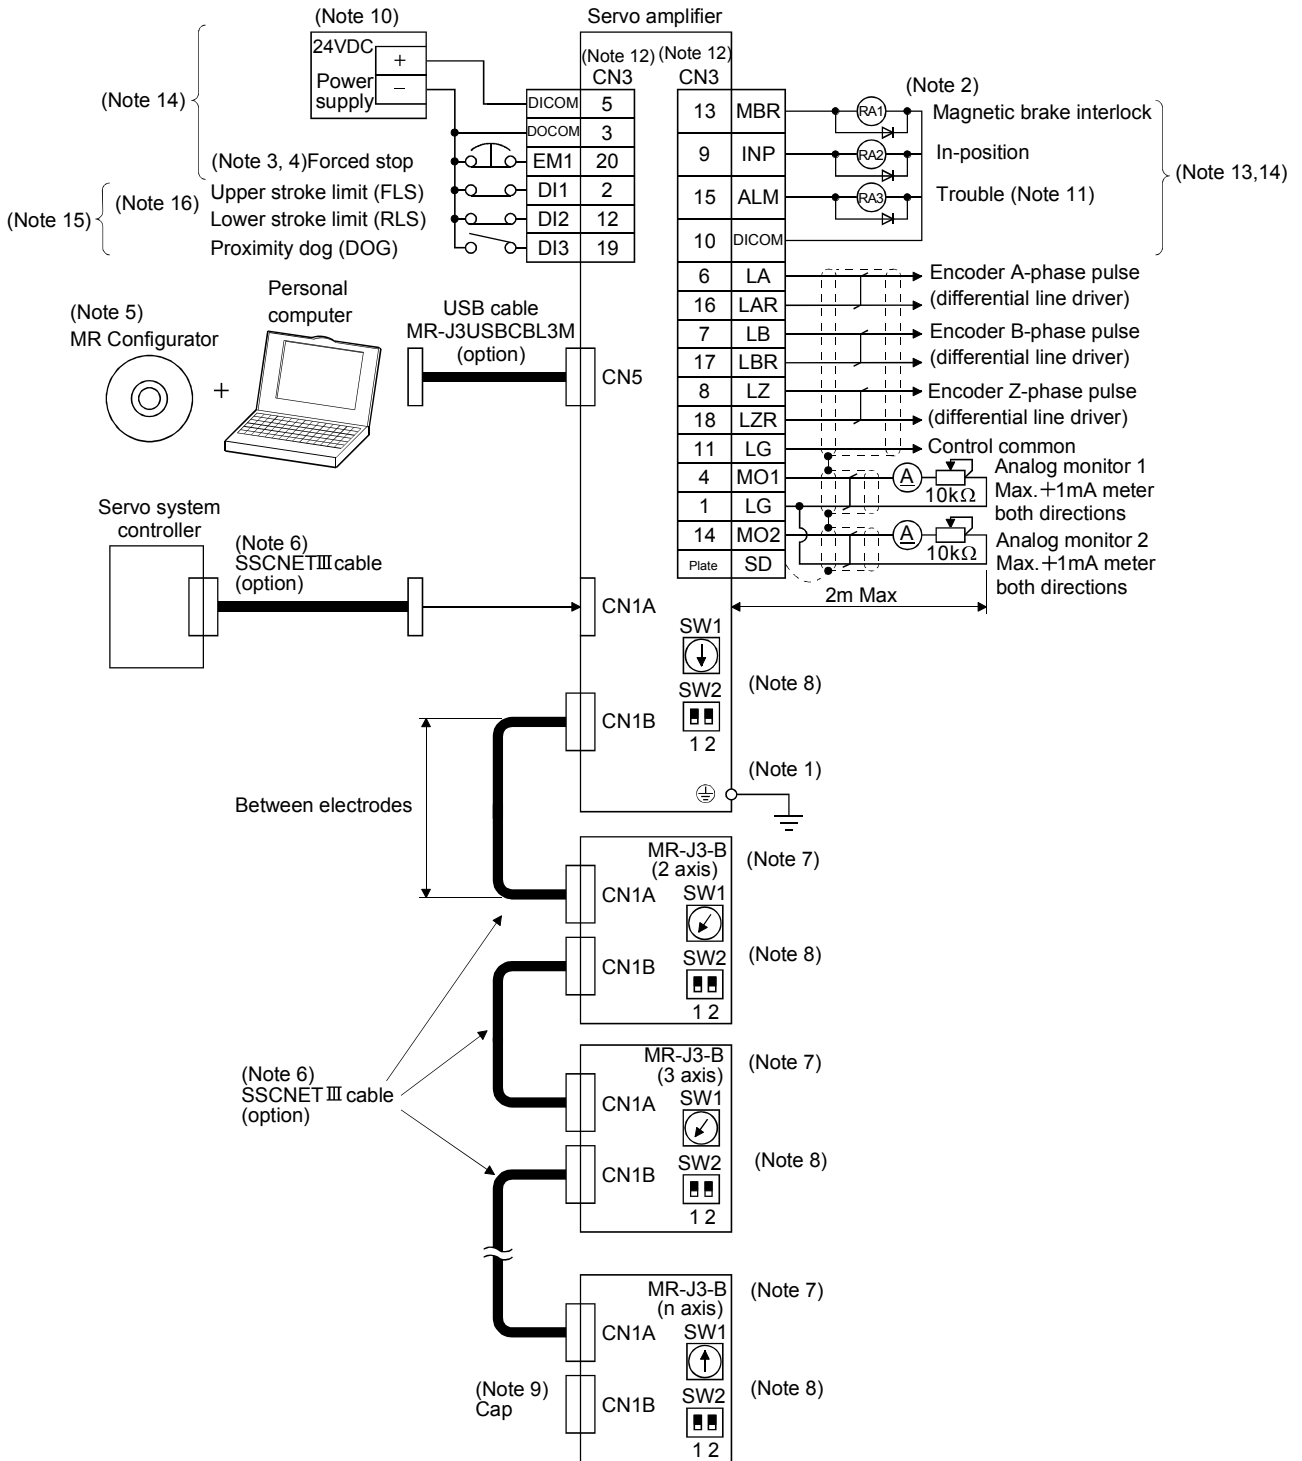 (Note 10)
Servo amplifier
24VDC
+
Power
supply
−
(Note 14)
(Note 12)
CN3
(Note 12)
CN3
DICOM 5
DOCOM 3
(Note 3, 4)Forced stop EM1 20
(Note 15)
(Note 16)
Upper stroke limit (FLS) DI1 2
Lower stroke limit (RLS) DI2 12
Proximity dog (DOG) DI3 19
(Note 2)
13 MBR RA1 Magnetic brake interlock
9 INP RA2 In-position
15 ALM RA3 Trouble (Note 11)
10 DICOM
(Note 13,14)
6 LA Encoder A-phase pulse
16 LAR (differential line driver)
7 LB Encoder B-phase pulse
17 LBR (differential line driver)
8 LZ Encoder Z-phase pulse
18 LZR (differential line driver)
11 LG Control common
4 MO1 A 10kΩ Analog monitor 1
Max.+1mA meter
both directions
1 LG
14 MO2 A 10kΩ Analog monitor 2
Max.+1mA meter
both directions
Plate SD
2m Max
(Note 5)
MR Configurator
+
Personal
computer
USB cable
MR-J3USBCBL3M
(option)
CN5
Servo system
controller
(Note 6)
SSCNETⅢ cable
(option)
CN1A
SW1
SW2
1 2
(Note 8)
CN1B
(Note 1)
Between electrodes
MR-J3-B
(2 axis)
(Note 7)
CN1A
SW1
CN1B
SW2
1 2
(Note 8)
(Note 6)
SSCNETⅢ cable
(option)
MR-J3-B
(3 axis)
(Note 7)
CN1A
SW1
CN1B
SW2
1 2
(Note 8)
MR-J3-B
(n axis)
(Note 7)
CN1A
SW1
(Note 9)
Cap
CN1B
SW2
1 2
(Note 8)